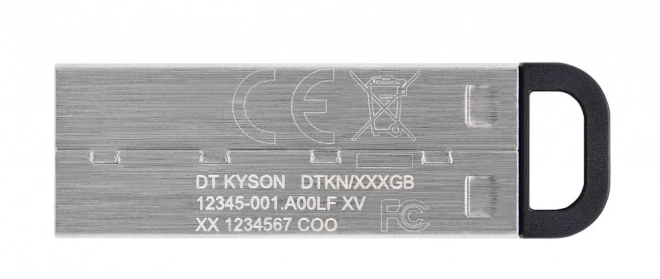 CE
DT KYSON DTKN/XXXGB
12345-001.A00LF XV
XX 1234567 COO
FC